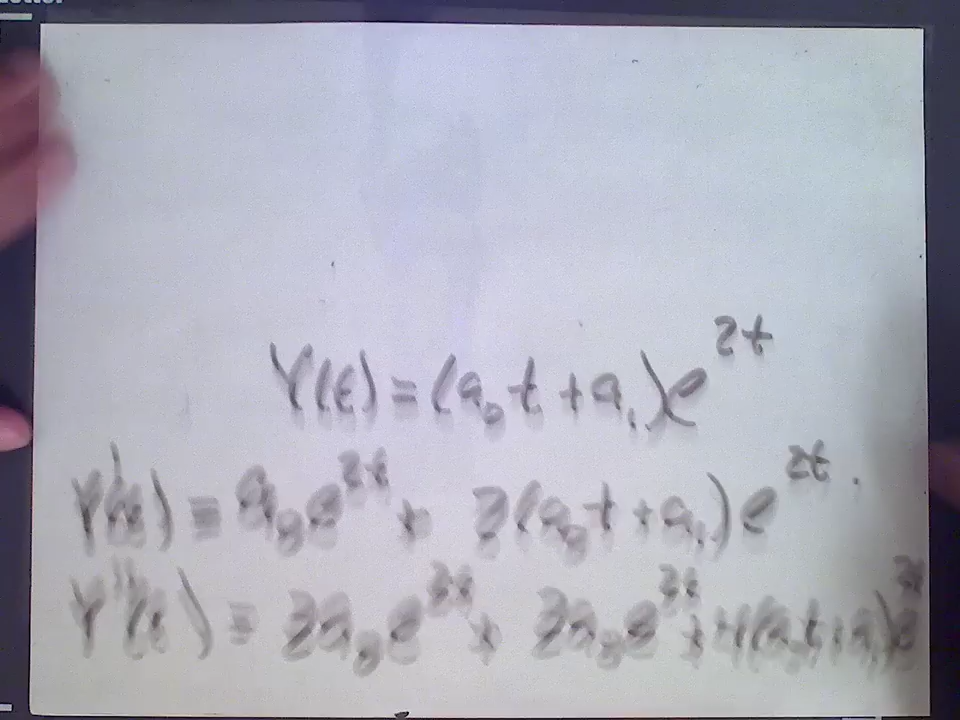 Y(t) = (a₀t + a₁)e^{2t}
Y'(t) = a₀e^{2t} + 2(a₀t + a₁)e^{2t}.
Y''(t) = 2a₀e^{2t} + 2a₀e^{2t} + 4(a₀t + a₁)e^{2t}